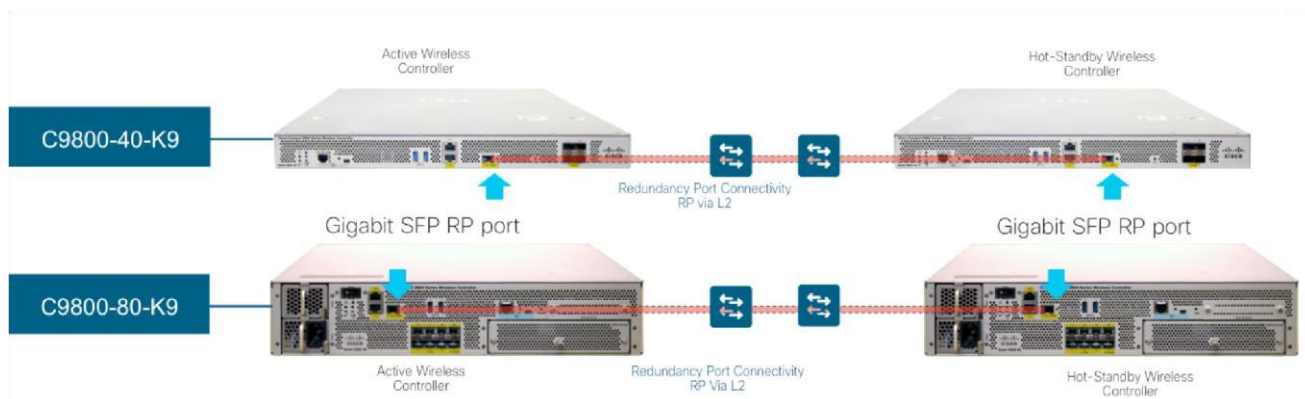 Active Wireless
Controller
Hot-Standby Wireless
Controller
C9800-40-K9
Redundancy Port Connectivity
RP via L2
Gigabit SFP RP port
Gigabit SFP RP port
C9800-80-K9
Active Wireless
Controller
Redundancy Port Connectivity
RP Via L2
Hot-Standby Wireless
Controller